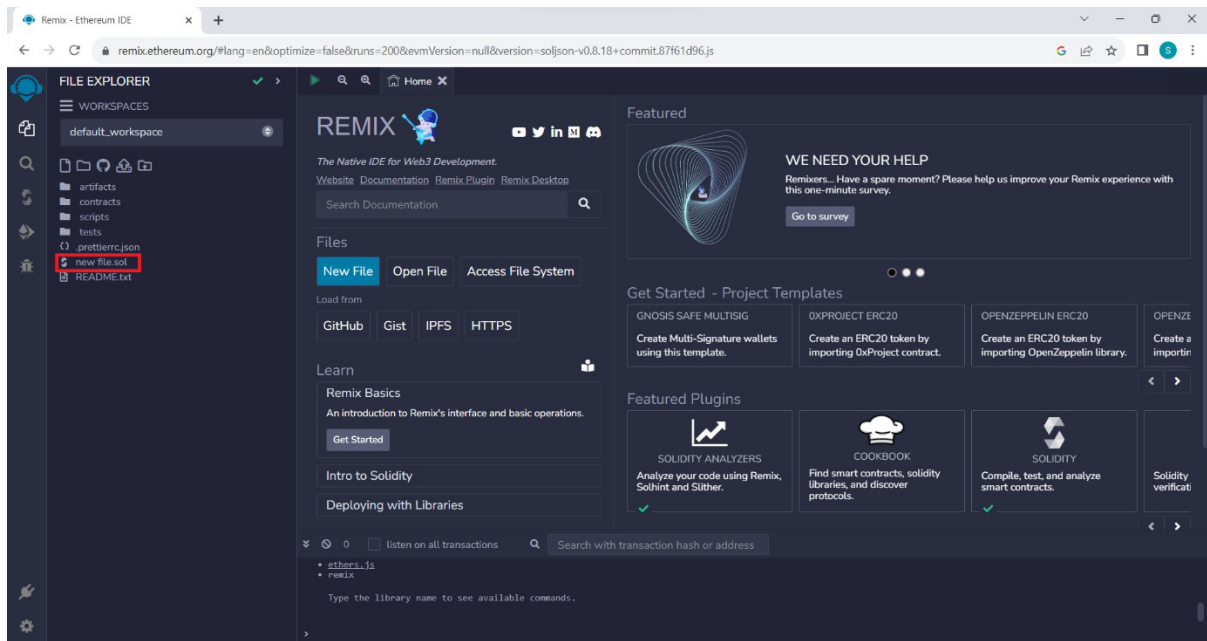 Remix - Ethereum IDE
remix.ethereum.org/#lang=en&optimize=false&runs=200&evmVersion=null&version=soljson-v0.8.18+commit.87f61d96.js
G
S
FILE EXPLORER
WORKSPACES
default_workspace
artifacts
contracts
scripts
tests
.prettierrc.json
new file.sol
README.txt
Home
REMIX
The Native IDE for Web3 Development.
Website Documentation Remix Plugin Remix Desktop
Search Documentation
Files
New File Open File Access File System
Load from
GitHub Gist IPFS HTTPS
Learn
Remix Basics
An introduction to Remix's interface and basic operations.
Get Started
Intro to Solidity
Deploying with Libraries
Featured
WE NEED YOUR HELP
Remixers... Have a spare moment? Please help us improve your Remix experience with
this one-minute survey.
Go to survey
Get Started - Project Templates
GNOSIS SAFE MULTISIG
Create Multi-Signature wallets
using this template.
0XPROJECT ERC20
Create an ERC20 token by
importing 0xProject contract.
OPENZEPPELIN ERC20
Create an ERC20 token by
importing OpenZeppelin library.
OPENZE
Create a
importin
Featured Plugins
SOLIDITY ANALYZERS
Analyze your code using Remix,
Solhint and Slither.
COOKBOOK
Find smart contracts, solidity
libraries, and discover
protocols.
SOLIDITY
Compile, test, and analyze
smart contracts.
Solidity
verificati
0 listen on all transactions Search with transaction hash or address
• ethers.js
• remix
Type the library name to see available commands.
>